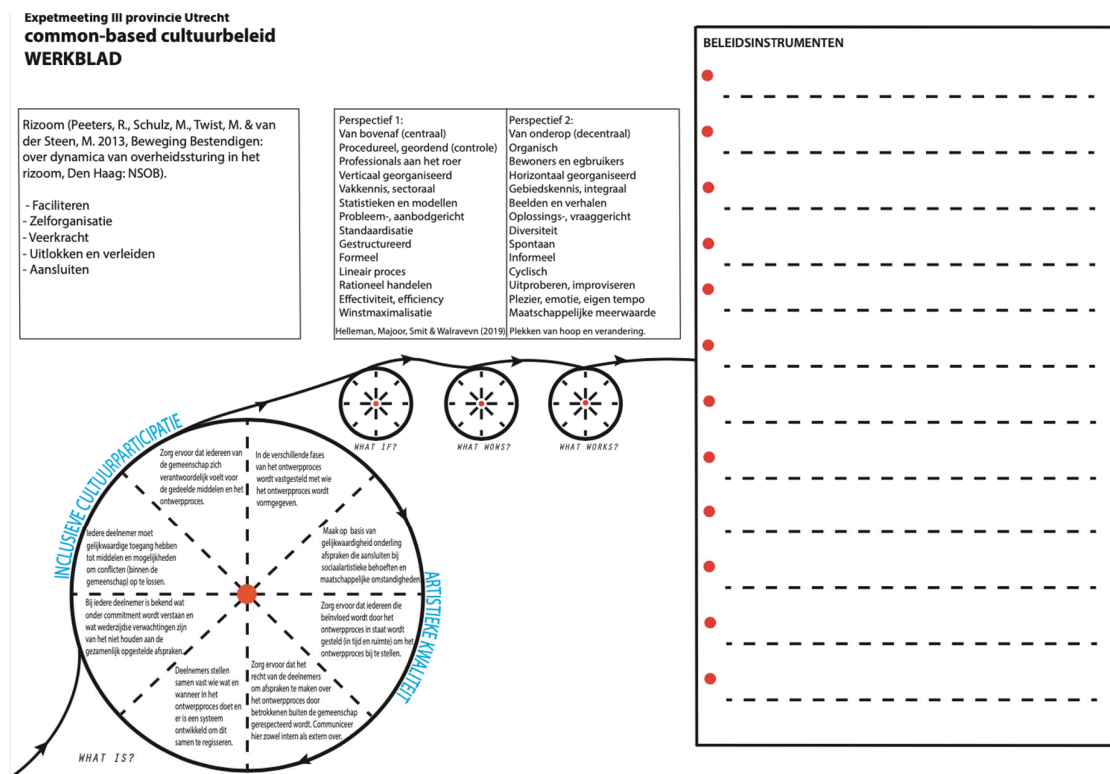 Expetmeeting III provincie Utrecht
common-based cultuurbeleid
WERKBLAD
Rizoom (Peeters, R., Schulz, M., Twist, M. & van
der Steen, M. 2013, Beweging Bestendigen:
over dynamica van overheidssturing in het
rizoom, Den Haag: NSOB).
- Faciliteren
- Zelforganisatie
- Veerkracht
- Uitlokken en verleiden
- Aansluiten
Perspectief 1:
Van bovenaf (centraal)
Procedureel, geordend (controle)
Professionals aan het roer
Verticaal georganiseerd
Vakkennis, sectoraal
Statistieken en modellen
Probleem-, aanbodgericht
Standaardisatie
Gestructureerd
Formeel
Lineair proces
Rationeel handelen
Effectiviteit, efficiency
Winstmaximalisatie
Perspectief 2:
Van onderop (decentraal)
Organisch
Bewoners en egbruikers
Horizontaal georganiseerd
Gebiedskennis, integraal
Beelden en verhalen
Oplossings-, vraaggericht
Diversiteit
Spontaan
Informeel
Cyclisch
Uitproberen, improviseren
Plezier, emotie, eigen tempo
Maatschappelijke meerwaarde
Helleman, Majoor, Smit & Walravevn (2019). Plekken van hoop en verandering.
BELEIDSINSTRUMENTEN
WHAT IF?
WHAT WOWS?
WHAT WORKS?
INCLUSIEVE CULTUURPARTICIPATIE
ARTISTIEKE KWALITEIT
Zorg ervoor dat iedereen van
de gemeenschap zich
verantwoordelijk voelt voor
de gedeelde middelen en het
ontwerpproces.
In de verschillende fases
van het ontwerpproces
wordt vastgesteld met wie
het ontwerpproces wordt
vormgegeven.
Iedere deelnemer moet
gelijkwaardige toegang hebben
tot middelen en mogelijkheden
om conflicten (binnen de
gemeenschap) op te lossen.
Maak op basis van
gelijkwaardigheid onderling
afspraken die aansluiten bij
sociaalartistieke behoeften en
maatschappelijke omstandigheden
Bij iedere deelnemer is bekend wat
onder commitment wordt verstaan en
wat wederzijdse verwachtingen zijn
van het niet houden aan de
gezamenlijk opgestelde afspraken.
Zorg ervoor dat iedereen die
beïnvloed wordt door het
ontwerpproces in staat wordt
gesteld (in tijd en ruimte) om het
ontwerpproces bij te stellen.
Deelnemers stellen
samen vast wie wat en
wanneer in het
ontwerpproces doet en
er is een systeem
ontwikkeld om dit
samen te regisseren.
Zorg ervoor dat het
recht van de deelnemers
om afspraken te maken over
het ontwerpproces door
betrokkenen buiten de gemeenschap
gerespecteerd wordt. Communiceer
hier zowel intern als extern over.
WHAT IS?